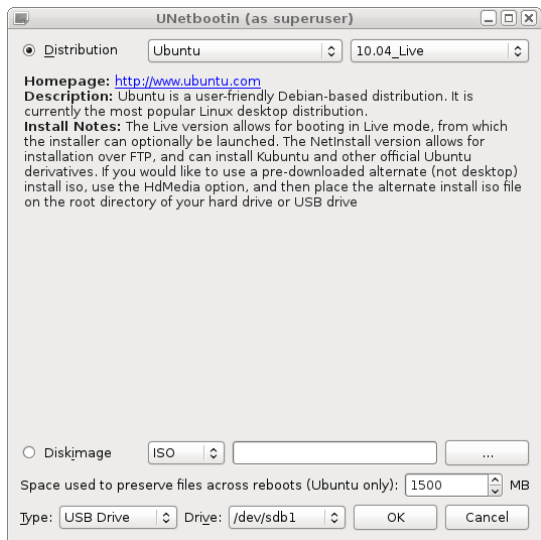 UNetbootin (as superuser)
Distribution Ubuntu 10.04_Live
Homepage: http://www.ubuntu.com
Description: Ubuntu is a user-friendly Debian-based distribution. It is
currently the most popular Linux desktop distribution.
Install Notes: The Live version allows for booting in Live mode, from which
the installer can optionally be launched. The NetInstall version allows for
installation over FTP, and can install Kubuntu and other official Ubuntu
derivatives. If you would like to use a pre-downloaded alternate (not desktop)
install iso, use the HdMedia option, and then place the alternate install iso file
on the root directory of your hard drive or USB drive
Diskimage ISO ...
Space used to preserve files across reboots (Ubuntu only): 1500 MB
Type: USB Drive Drive: /dev/sdb1 OK Cancel